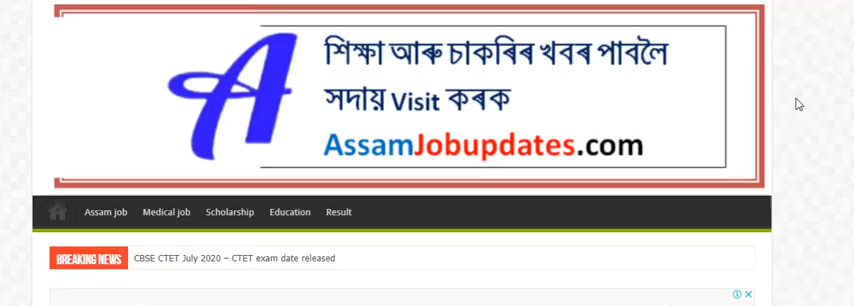 শিক্ষা আৰু চাকৰিৰ খবৰ পাবলৈ
সদায় Visit কৰক
AssamJobupdates.com
Assam job Medical job Scholarship Education Result
BREAKING NEWS CBSE CTET July 2020 – CTET exam date released